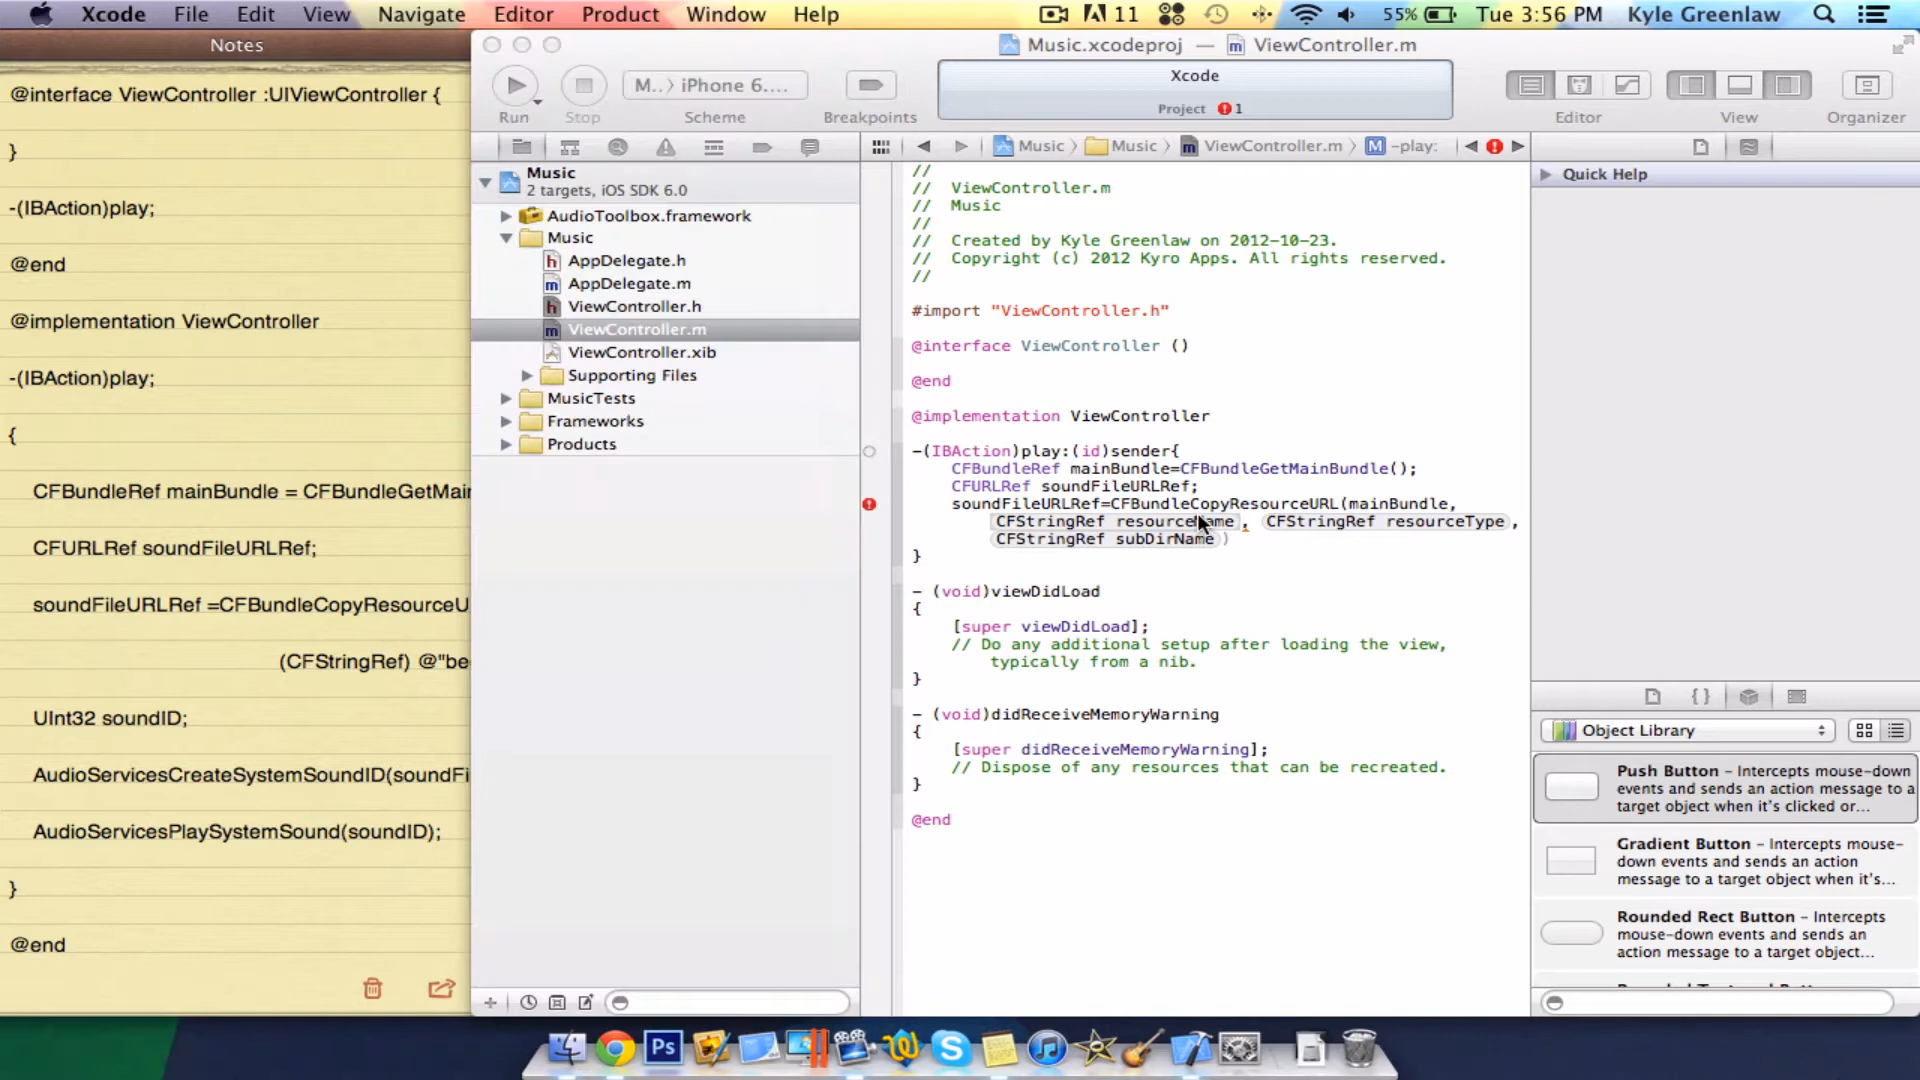 Xcode File Edit View Navigate Editor Product Window Help 11 55% Tue 3:56 PM Kyle Greenlaw
Notes
@interface ViewController :UIViewController {
}
-(IBAction)play;
@end
@implementation ViewController
-(IBAction)play;
{
CFBundleRef mainBundle = CFBundleGetMai
CFURLRef soundFileURLRef;
soundFileURLRef =CFBundleCopyResourceU
(CFStringRef) @"be
UInt32 soundID;
AudioServicesCreateSystemSoundID(soundFi
AudioServicesPlaySystemSound(soundID);
}
@end
Music.xcodeproj — ViewController.m
M.. iPhone 6....
Xcode
Project 1
Run Stop Scheme Breakpoints Editor View Organizer
Music
2 targets, iOS SDK 6.0
AudioToolbox.framework
Music
AppDelegate.h
AppDelegate.m
ViewController.h
ViewController.m
ViewController.xib
Supporting Files
MusicTests
Frameworks
Products
Music Music ViewController.m M -play:
//
// ViewController.m
// Music
//
// Created by Kyle Greenlaw on 2012-10-23.
// Copyright (c) 2012 Kyro Apps. All rights reserved.
//
#import "ViewController.h"
@interface ViewController ()
@end
@implementation ViewController
-(IBAction)play:(id)sender{
CFBundleRef mainBundle=CFBundleGetMainBundle();
CFURLRef soundFileURLRef;
soundFileURLRef=CFBundleCopyResourceURL(mainBundle,
CFStringRef resourceName, CFStringRef resourceType,
CFStringRef subDirName)
}
- (void)viewDidLoad
{
[super viewDidLoad];
// Do any additional setup after loading the view,
typically from a nib.
}
- (void)didReceiveMemoryWarning
{
[super didReceiveMemoryWarning];
// Dispose of any resources that can be recreated.
}
@end
Quick Help
Object Library
Push Button - Intercepts mouse-down
events and sends an action message to a
target object when it's clicked or...
Gradient Button - Intercepts mouse-
down events and sends an action
message to a target object when it's...
Rounded Rect Button - Intercepts
mouse-down events and sends an
action message to a target object...
Ps